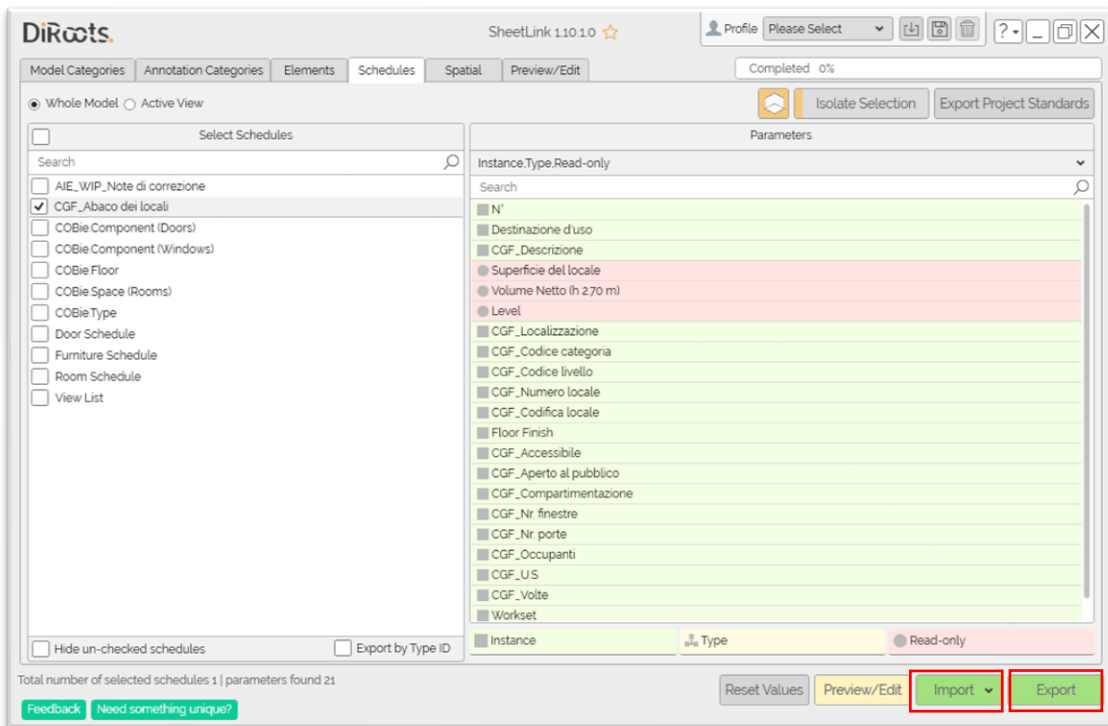 DiRoots.
SheetLink 1.10.1.0
Profile Please Select
?
Model Categories Annotation Categories Elements Schedules Spatial Preview/Edit
Completed 0%
Whole Model Active View
Isolate Selection Export Project Standards
Select Schedules
Search
AIE_WIP_Note di correzione
CGF_Abaco dei locali
COBie Component (Doors)
COBie Component (Windows)
COBie Floor
COBie Space (Rooms)
COBie Type
Door Schedule
Furniture Schedule
Room Schedule
View List
Hide un-checked schedules Export by Type ID
Parameters
Instance,Type,Read-only
Search
N°
Destinazione d'uso
CGF_Descrizione
Superficie del locale
Volume Netto (h 2.70 m)
Level
CGF_Localizzazione
CGF_Codice categoria
CGF_Codice livello
CGF_Numero locale
CGF_Codifica locale
Floor Finish
CGF_Accessibile
CGF_Aperto al pubblico
CGF_Compartimentazione
CGF_Nr. finestre
CGF_Nr. porte
CGF_Occupanti
CGF_U.S
CGF_Volte
Workset
Instance Type Read-only
Total number of selected schedules 1 | parameters found 21
Reset Values Preview/Edit Import Export
Feedback Need something unique?